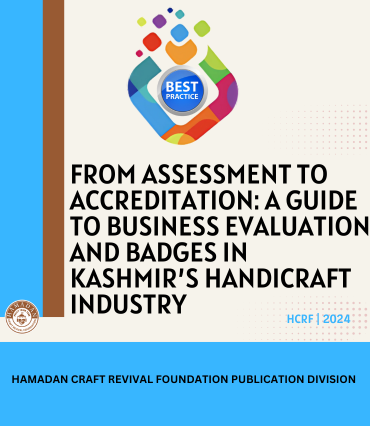 BEST
PRACTICE
FROM ASSESSMENT TO
ACCREDITATION: A GUIDE
TO BUSINESS EVALUATION
AND BADGES IN
KASHMIR'S HANDICRAFT
INDUSTRY
HCRF | 2024
HAMADAN
HAMADAN CRAFT REVIVAL FOUNDATION PUBLICATION DIVISION